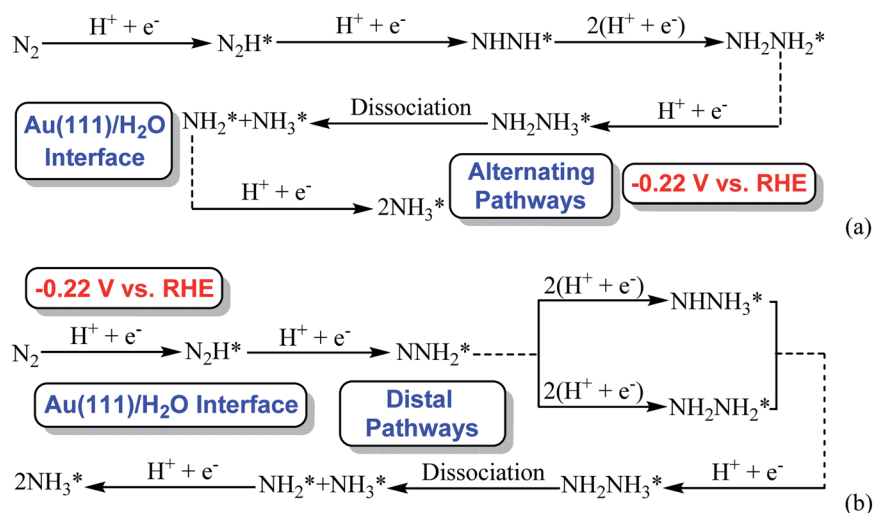 N₂ H⁺ + e⁻ N₂H* H⁺ + e⁻ NHNH* 2(H⁺ + e⁻) NH₂NH₂*
Au(111)/H₂O
Interface
NH₂*+NH₃* Dissociation NH₂NH₃* H⁺ + e⁻
H⁺ + e⁻ 2NH₃*
Alternating
Pathways
-0.22 V vs. RHE
(a)
-0.22 V vs. RHE
2(H⁺ + e⁻) NHNH₃*
N₂ H⁺ + e⁻ N₂H* H⁺ + e⁻ NNH₂*
2(H⁺ + e⁻) NH₂NH₂*
Au(111)/H₂O Interface
Distal
Pathways
2NH₃* H⁺ + e⁻ NH₂*+NH₃* Dissociation NH₂NH₃* H⁺ + e⁻
(b)